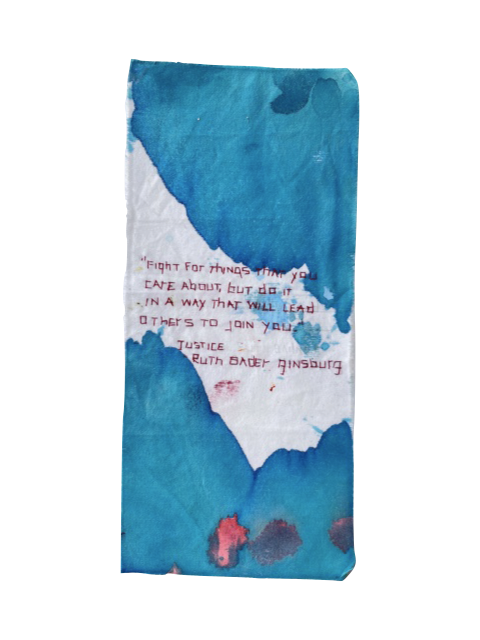 "Fight for things that you
care about, but do it
in a way that will lead
others to join you."
Justice
Ruth Bader Ginsburg